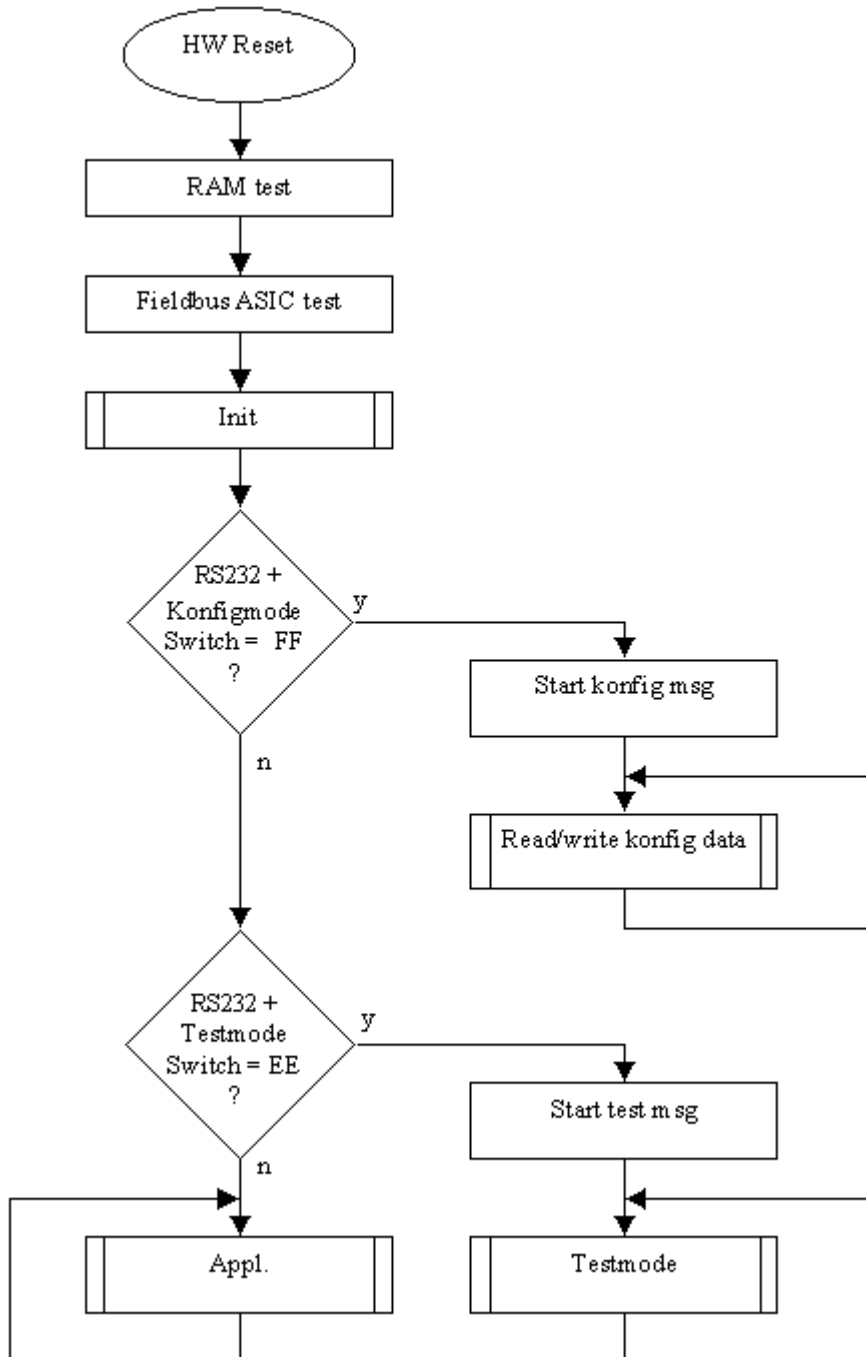 HW Reset
RAM test
Fieldbus ASIC test
Init
RS232 +
Konfigmode
Switch = FF
?
y
Start konfig msg
n
Read/write konfig data
RS232 +
Testmode
Switch = EE
?
y
Start test msg
n
Appl.
Testmode